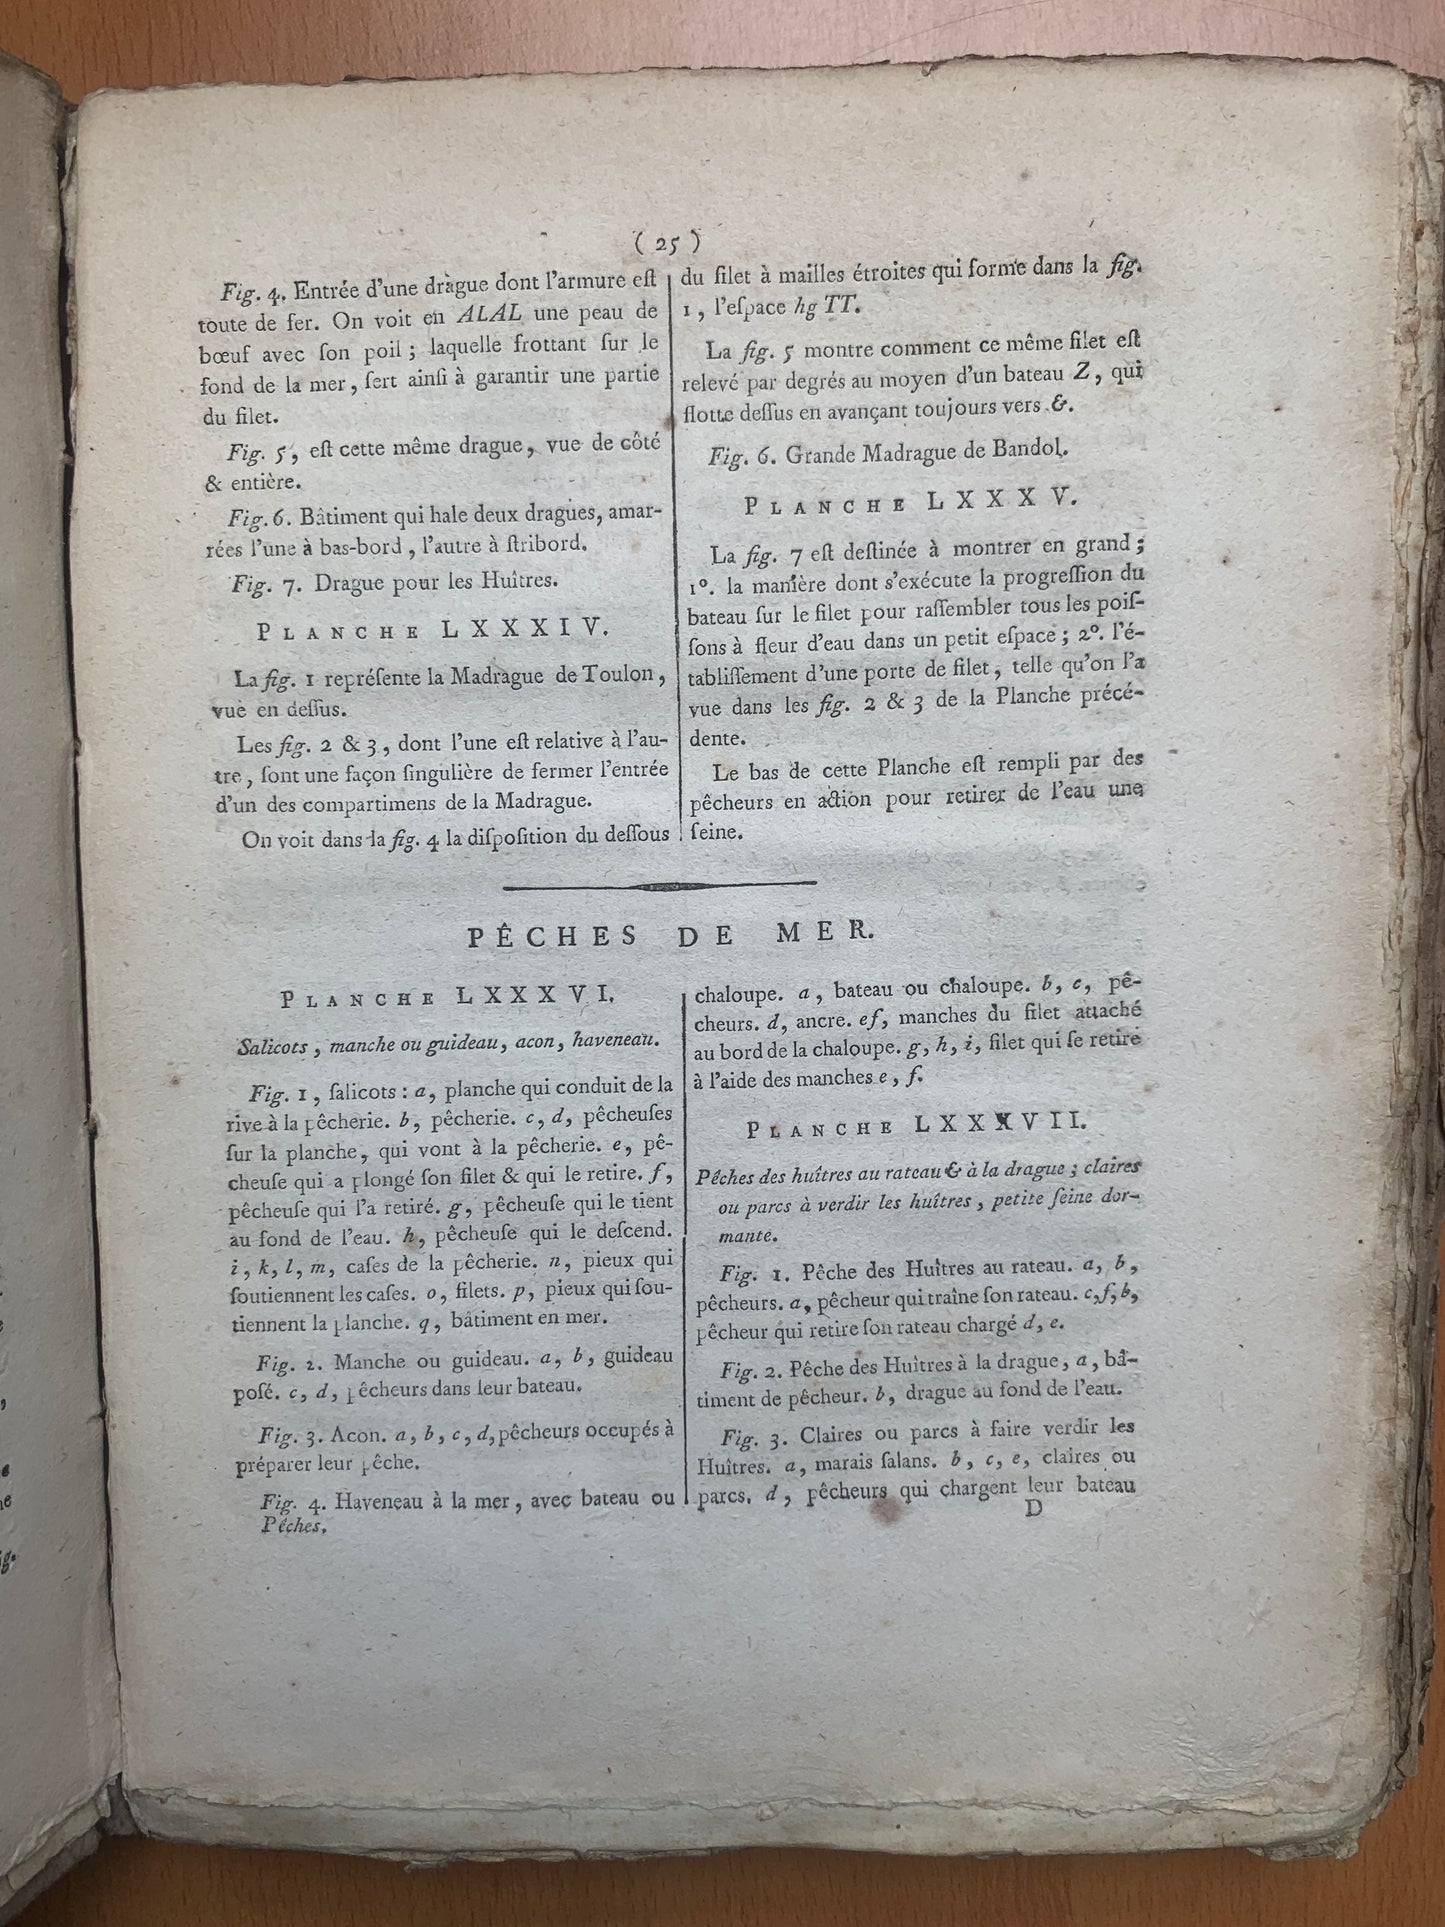 ( 25 )
Fig. 4. Entrée d'une dràgue dont l'armure eſt
toute de fer. On voit en ALAL une peau de
bœuf avec ſon poil ; laquelle frottant ſur le
fond de la mer, ſert ainſi à garantir une partie
du filet.
Fig. 5, eſt cette même drague, vue de côté
& entière.
Fig. 6. Bâtiment qui hale deux dragues, amar-
rées l'une à bas-bord, l'autre à ſtribord.
Fig. 7. Drague pour les Huîtres.
PLANCHE LXXXIV.
La fig. 1 repréſente la Madrague de Toulon,
vue en deſſus.
Les fig. 2 & 3, dont l'une eſt relative à l'au-
tre, ſont une façon ſingulière de fermer l'entrée
d'un des compartimens de la Madrague.
On voit dans la fig. 4 la diſpoſition du deſſous
du filet à mailles étroites qui forme dans la fig.
1, l'eſpace hg TT.
La fig. 5 montre comment ce même filet eſt
relevé par degrés au moyen d'un bateau Z, qui
flotte deſſus en avançant toujours vers &.
Fig. 6. Grande Madrague de Bandol.
PLANCHE LXXXV.
La fig. 7 eſt deſtinée à montrer en grand ;
1°. la manière dont s'exécute la progreſſion du
bateau ſur le filet pour raſſembler tous les poiſ-
ſons à fleur d'eau dans un petit eſpace ; 2°. l'é-
tabliſſement d'une porte de filet, telle qu'on l'a
vue dans les fig. 2 & 3 de la Planche précé-
dente.
Le bas de cette Planche eſt rempli par des
pêcheurs en action pour retirer de l'eau une
ſeine.
PÊCHES DE MER.
PLANCHE LXXXVI.
Salicots, manche ou guideau, acon, haveneau.
Fig. 1, ſalicots : a, planche qui conduit de la
rive à la pêcherie. b, pêcherie. c, d, pêcheuſes
ſur la planche, qui vont à la pêcherie. e, pê-
cheuſe qui a plongé ſon filet & qui le retire. f,
pêcheuſe qui l'a retiré. g, pêcheuſe qui le tient
au fond de l'eau. h, pêcheuſe qui le deſcend.
i, k, l, m, caſes de la pêcherie. n, pieux qui
ſoutiennent les caſes. o, filets. p, pieux qui ſou-
tiennent la planche. q, bâtiment en mer.
Fig. 2. Manche ou guideau. a, b, guideau
poſé. c, d, pêcheurs dans leur bateau.
Fig. 3. Acon. a, b, c, d, pêcheurs occupés à
préparer leur pêche.
Fig. 4. Haveneau à la mer, avec bateau ou
Pêches.
chaloupe. a, bateau ou chaloupe. b, c, pê-
cheurs. d, ancre. ef, manches du filet attaché
au bord de la chaloupe. g, h, i, filet qui ſe retire
à l'aide des manches e, f.
PLANCHE LXXXVII.
Pêches des huîtres au rateau & à la drague ; claires
ou parcs à verdir les huîtres, petite ſeine dor-
mante.
Fig. 1. Pêche des Huîtres au rateau. a, b,
pêcheurs. a, pêcheur qui traîne ſon rateau. c, f, b,
pêcheur qui retire ſon rateau chargé d, e.
Fig. 2. Pêche des Huîtres à la drague, a, bâ-
timent de pêcheur. b, drague au fond de l'eau.
Fig. 3. Claires ou parcs à faire verdir les
Huîtres. a, marais ſalans. b, c, e, claires ou
parcs. d, pêcheurs qui chargent leur bateau
D